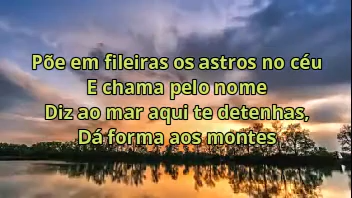 Põe em fileiras os astros no céu
E chama pelo nome
Diz ao mar aqui te detenhas,
Dá forma aos montes